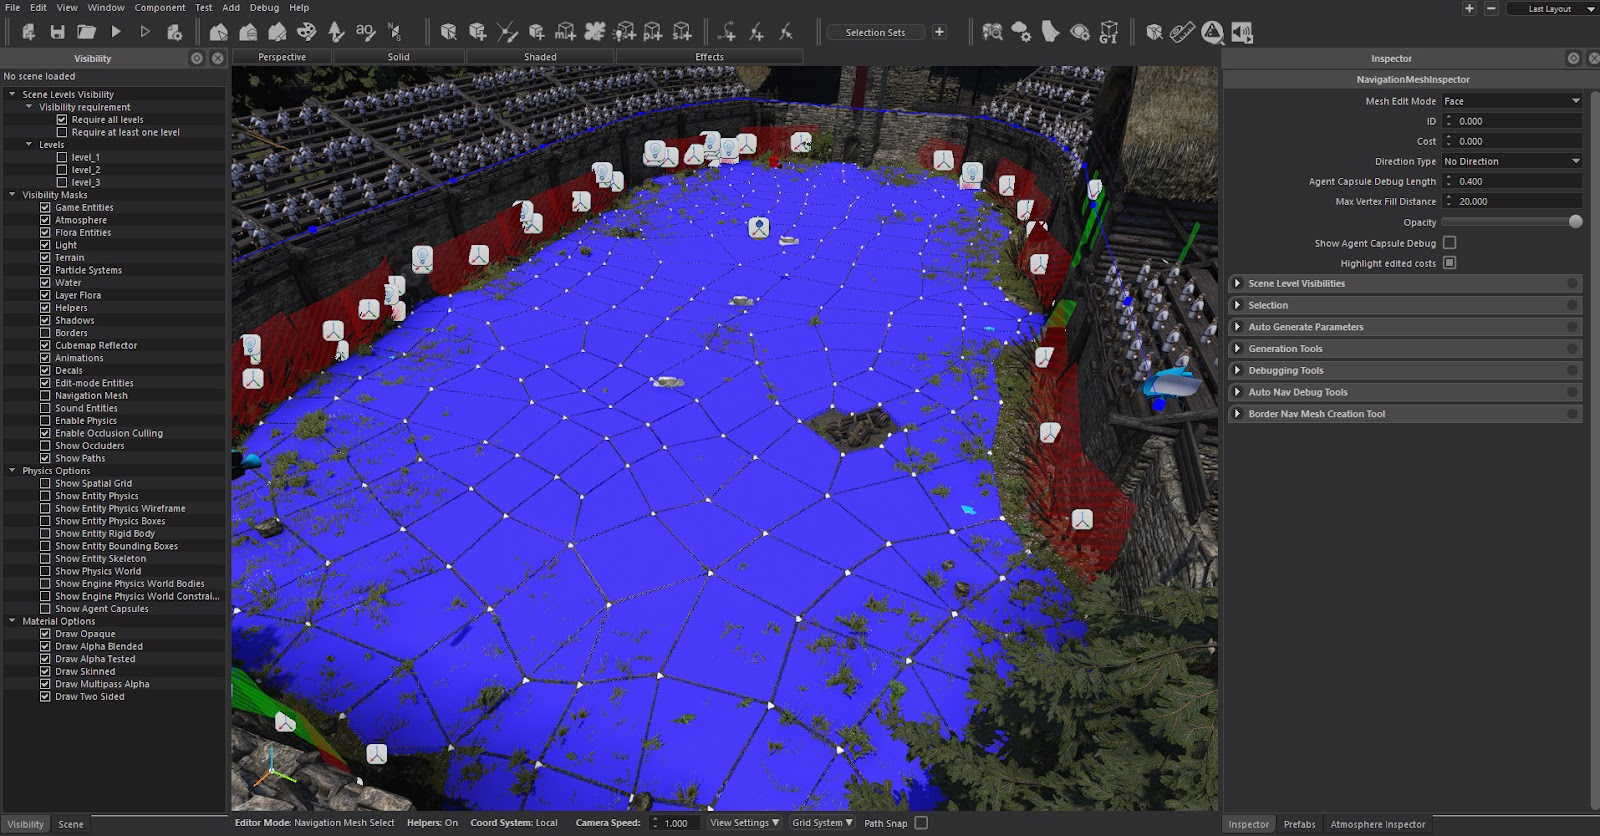 File Edit View Window Component Test Add Debug Help
Last Layout
Selection Sets
Visibility
No scene loaded
Scene Levels Visibility
Visibility requirement
Require all levels
Require at least one level
Levels
level_1
level_2
level_3
Visibility Masks
Game Entities
Atmosphere
Flora Entities
Light
Terrain
Particle Systems
Water
Layer Flora
Helpers
Shadows
Borders
Cubemap Reflector
Animations
Decals
Edit-mode Entities
Navigation Mesh
Sound Entities
Enable Physics
Enable Occlusion Culling
Show Occluders
Show Paths
Physics Options
Show Spatial Grid
Show Entity Physics
Show Entity Physics Wireframe
Show Entity Physics Boxes
Show Entity Rigid Body
Show Entity Bounding Boxes
Show Entity Skeleton
Show Physics World
Show Engine Physics World Bodies
Show Engine Physics World Constrai...
Show Agent Capsules
Material Options
Draw Opaque
Draw Alpha Blended
Draw Alpha Tested
Draw Skinned
Draw Multipass Alpha
Draw Two Sided
Visibility Scene
Perspective Solid Shaded Effects
Editor Mode: Navigation Mesh Select Helpers: On Coord System: Local Camera Speed: 1.000 View Settings Grid System Path Snap
Inspector
NavigationMeshInspector
Mesh Edit Mode Face
ID 0.000
Cost 0.000
Direction Type No Direction
Agent Capsule Debug Length 0.400
Max Vertex Fill Distance 20.000
Opacity
Show Agent Capsule Debug
Highlight edited costs
Scene Level Visibilities
Selection
Auto Generate Parameters
Generation Tools
Debugging Tools
Auto Nav Debug Tools
Border Nav Mesh Creation Tool
Inspector Prefabs Atmosphere Inspector